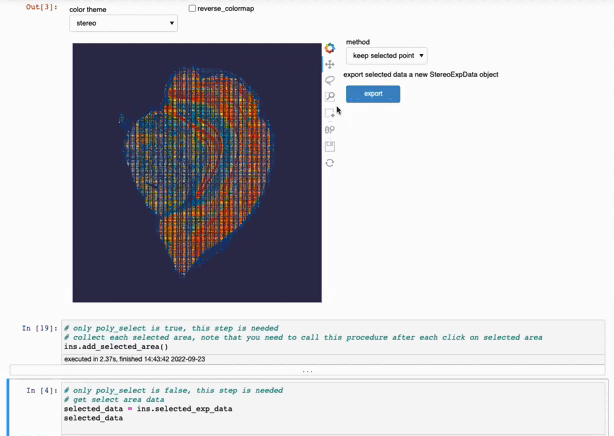 Out[3]:
color theme
reverse_colormap
stereo
method
keep selected point
export selected data a new StereoExpData object
export
In [19]:
# only poly_select is true, this step is needed
# collect each selected area, note that you need to call this procedure after each click on selected area
ins.add_selected_area()
executed in 2.37s, finished 14:43:42 2022-09-23
...
In [4]:
# only poly_select is false, this step is needed
# get select area data
selected_data = ins.selected_exp_data
selected_data